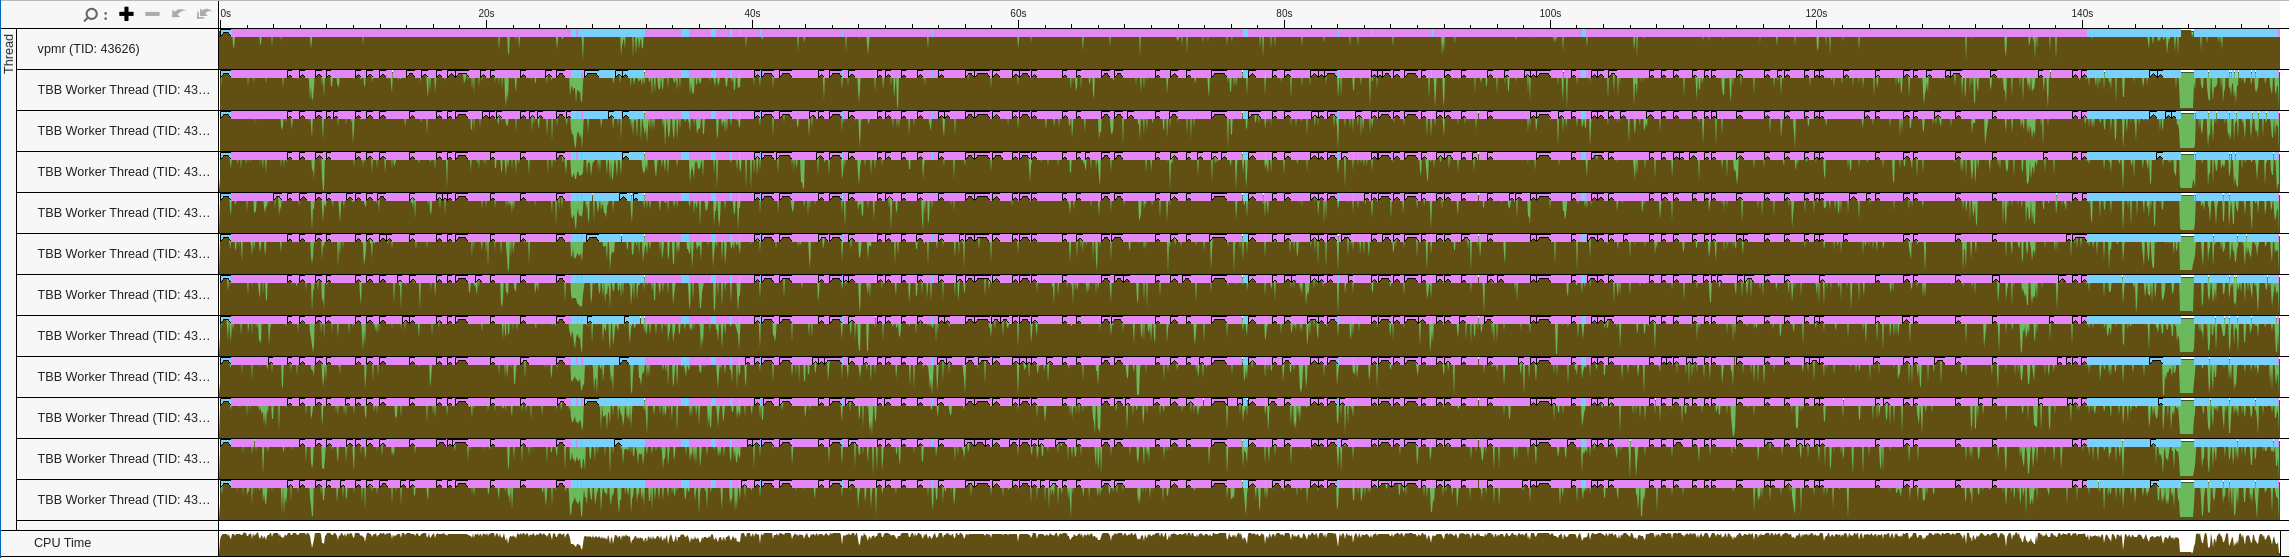 0s 20s 40s 60s 80s 100s 120s 140s
Thread
vpmr (TID: 43626)
TBB Worker Thread (TID: 43...
TBB Worker Thread (TID: 43...
TBB Worker Thread (TID: 43...
TBB Worker Thread (TID: 43...
TBB Worker Thread (TID: 43...
TBB Worker Thread (TID: 43...
TBB Worker Thread (TID: 43...
TBB Worker Thread (TID: 43...
TBB Worker Thread (TID: 43...
TBB Worker Thread (TID: 43...
TBB Worker Thread (TID: 43...
CPU Time